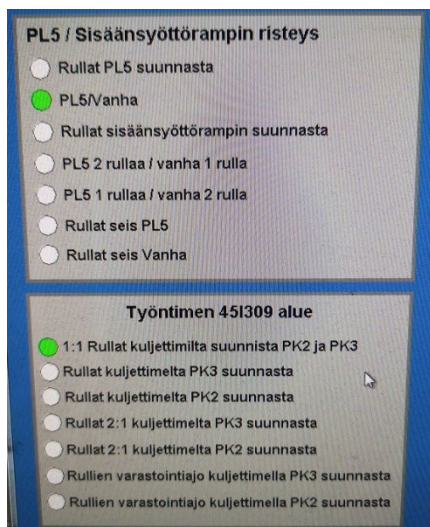 PL5 / Sisäänsyöttörampin risteys
Rullat PL5 suunnasta
PL5/Vanha
Rullat sisäänsyöttörampin suunnasta
PL5 2 rullaa / vanha 1 rulla
PL5 1 rullaa / vanha 2 rulla
Rullat seis PL5
Rullat seis Vanha
Työntimen 45I309 alue
1:1 Rullat kuljettimilta suunnista PK2 ja PK3
Rullat kuljettimelta PK3 suunnasta
Rullat kuljettimelta PK2 suunnasta
Rullat 2:1 kuljettimelta PK3 suunnasta
Rullat 2:1 kuljettimelta PK2 suunnasta
Rullien varastointiajo kuljettimella PK3 suunnasta
Rullien varastointiajo kuljettimella PK2 suunnasta